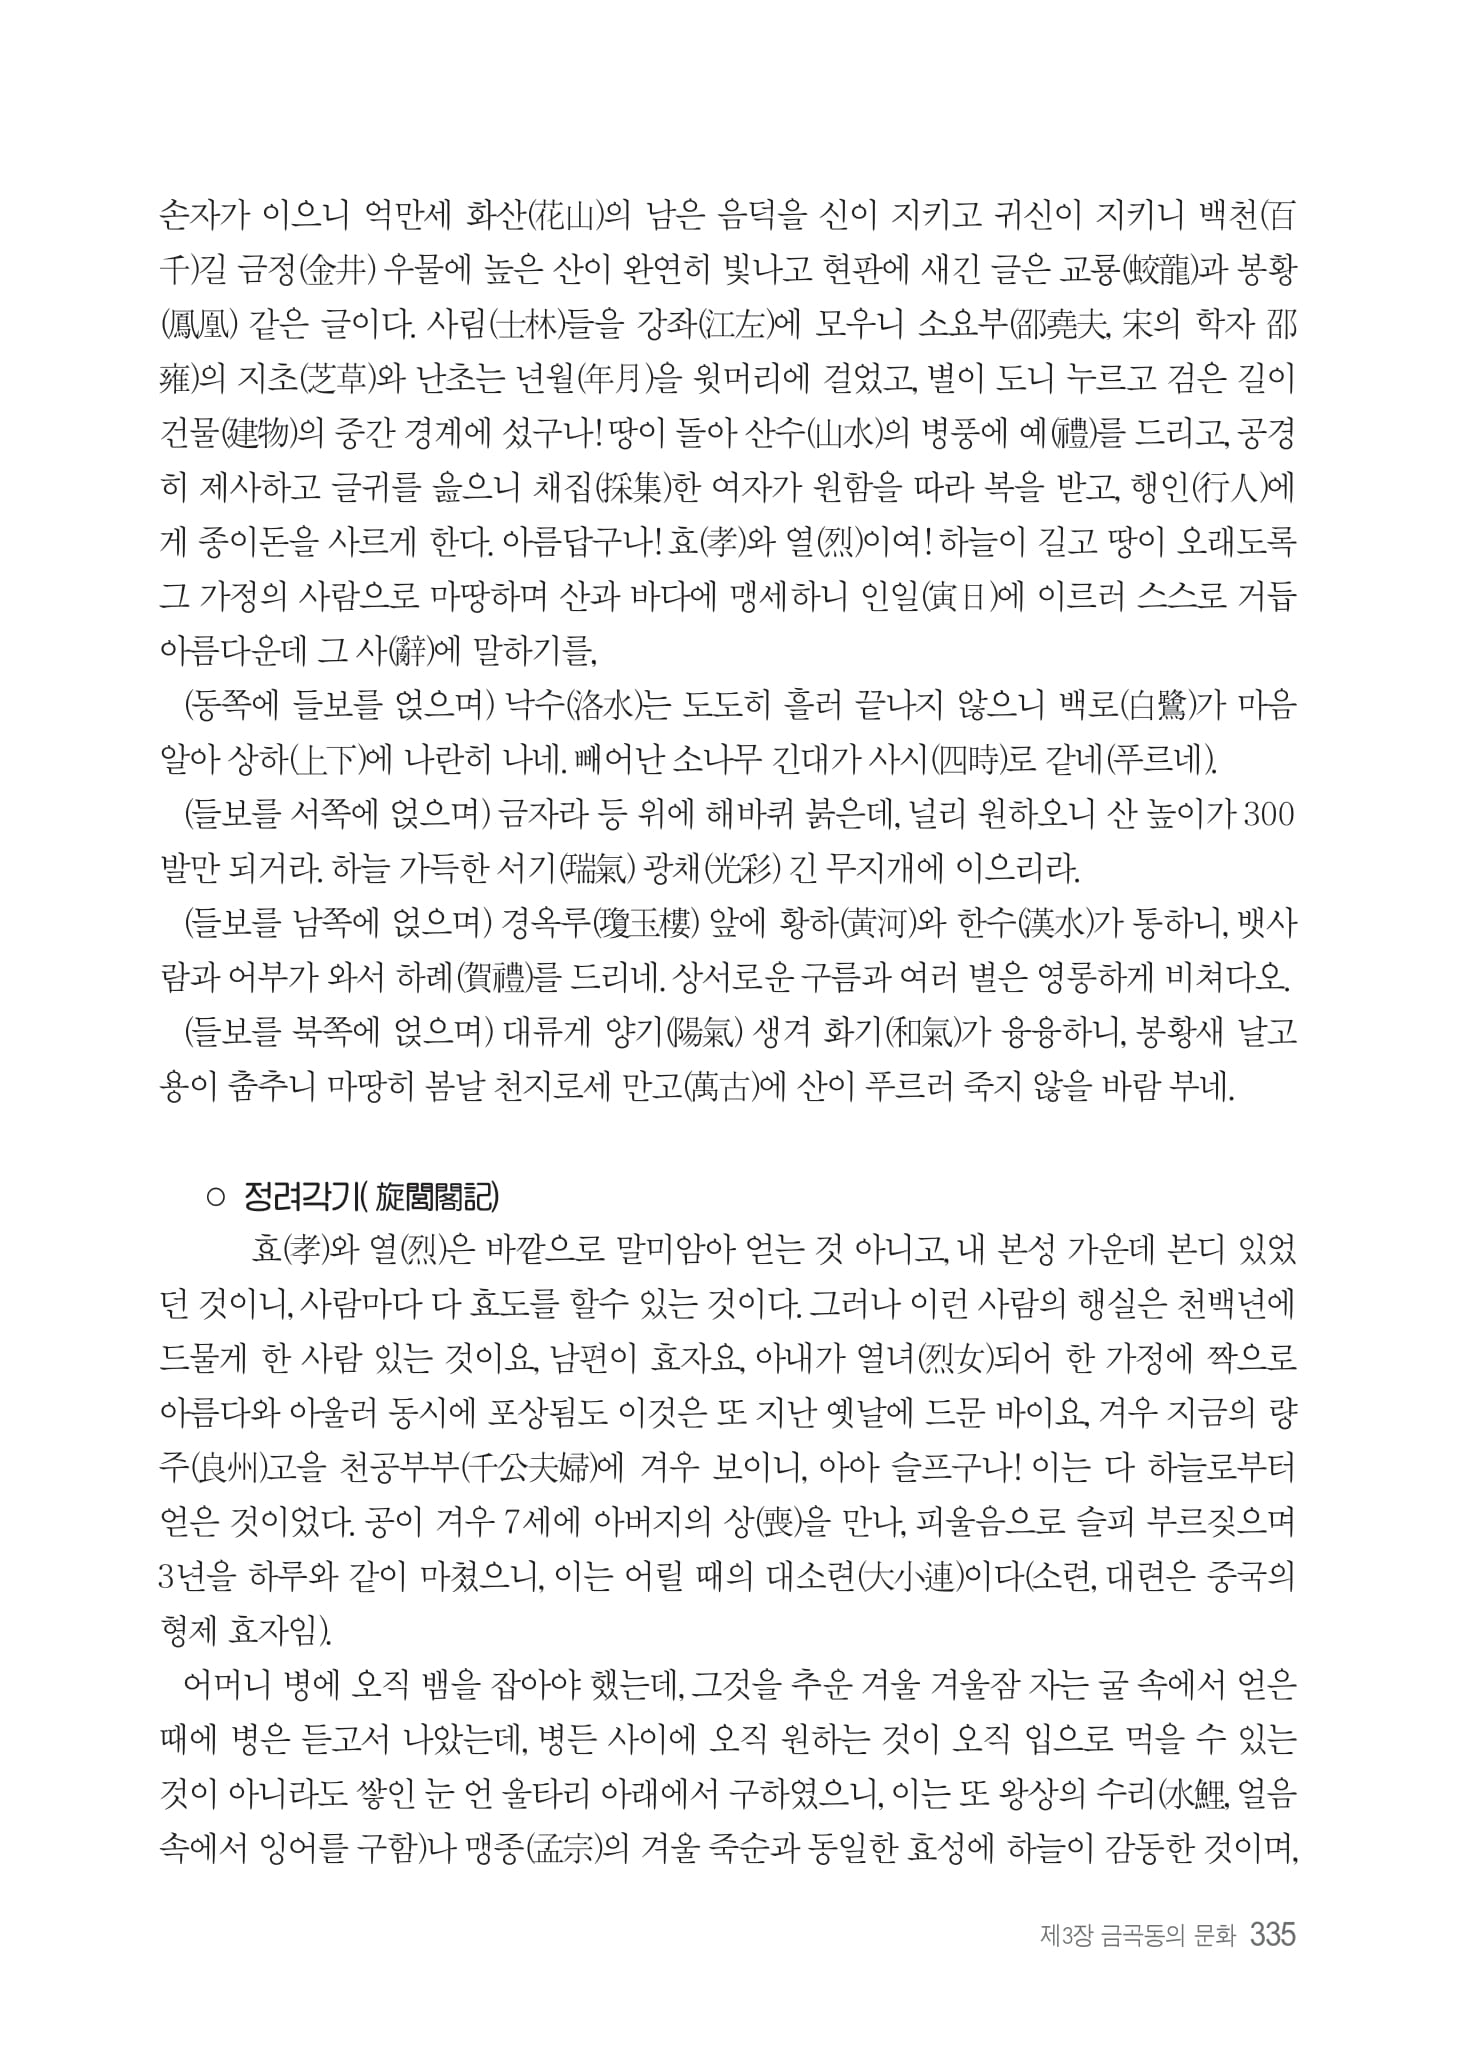 손자가 이으니 억만세 화산(花山)의 남은 음덕을 신이 지키고 귀신이 지키니 백천(百
千)길 금정(金井) 우물에 높은 산이 완연히 빛나고 현판에 새긴 글은 교룡(蛟龍)과 봉황
(鳳凰) 같은 글이다. 사림(士林)들을 강좌(江左)에 모우니 소요부(邵堯夫, 宋의 학자 邵
雍)의 지초(芝草)와 난초는 년월(年月)을 윗머리에 걸었고, 별이 도니 누르고 검은 길이
건물(建物)의 중간 경계에 섰구나! 땅이 돌아 산수(山水)의 병풍에 예(禮)를 드리고, 공경
히 제사하고 글귀를 읊으니 채집(採集)한 여자가 원함을 따라 복을 받고, 행인(行人)에
게 종이돈을 사르게 한다. 아름답구나! 효(孝)와 열(烈)이여! 하늘이 길고 땅이 오래도록
그 가정의 사람으로 마땅하며 산과 바다에 맹세하니 인일(寅日)에 이르러 스스로 거듭
아름다운데 그 사(辭)에 말하기를,
(동쪽에 들보를 얹으며) 낙수(洛水)는 도도히 흘러 끝나지 않으니 백로(白鷺)가 마음
알아 상하(上下)에 나란히 나네. 빼어난 소나무 긴대가 사시(四時)로 같네(푸르네).
(들보를 서쪽에 얹으며) 금자라 등 위에 해바퀴 붉은데, 널리 원하오니 산 높이가 300
발만 되거라. 하늘 가득한 서기(瑞氣) 광채(光彩) 긴 무지개에 이으리라.
(들보를 남쪽에 얹으며) 경옥루(瓊玉樓) 앞에 황하(黃河)와 한수(漢水)가 통하니, 뱃사
람과 어부가 와서 하례(賀禮)를 드리네. 상서로운 구름과 여러 별은 영롱하게 비쳐다오.
(들보를 북쪽에 얹으며) 대류게 양기(陽氣) 생겨 화기(和氣)가 융융하니, 봉황새 날고
용이 춤추니 마땅히 봄날 천지로세 만고(萬古)에 산이 푸르러 죽지 않을 바람 부네.
○ 정려각기( 旋閭閣記)
효(孝)와 열(烈)은 바깥으로 말미암아 얻는 것 아니고, 내 본성 가운데 본디 있었
던 것이니, 사람마다 다 효도를 할수 있는 것이다. 그러나 이런 사람의 행실은 천백년에
드물게 한 사람 있는 것이요, 남편이 효자요, 아내가 열녀(烈女)되어 한 가정에 짝으로
아름다와 아울러 동시에 포상됨도 이것은 또 지난 옛날에 드문 바이요, 겨우 지금의 량
주(良州)고을 천공부부(千公夫婦)에 겨우 보이니, 아아 슬프구나! 이는 다 하늘로부터
얻은 것이었다. 공이 겨우 7세에 아버지의 상(喪)을 만나, 피울음으로 슬피 부르짖으며
3년을 하루와 같이 마쳤으니, 이는 어릴 때의 대소련(大小連)이다(소련, 대련은 중국의
형제 효자임).
어머니 병에 오직 뱀을 잡아야 했는데, 그것을 추운 겨울 겨울잠 자는 굴 속에서 얻은
때에 병은 듣고서 나았는데, 병든 사이에 오직 원하는 것이 오직 입으로 먹을 수 있는
것이 아니라도 쌓인 눈 언 울타리 아래에서 구하였으니, 이는 또 왕상의 수리(水鯉, 얼음
속에서 잉어를 구함)나 맹종(孟宗)의 겨울 죽순과 동일한 효성에 하늘이 감동한 것이며,
제3장 금곡동의 문화 335